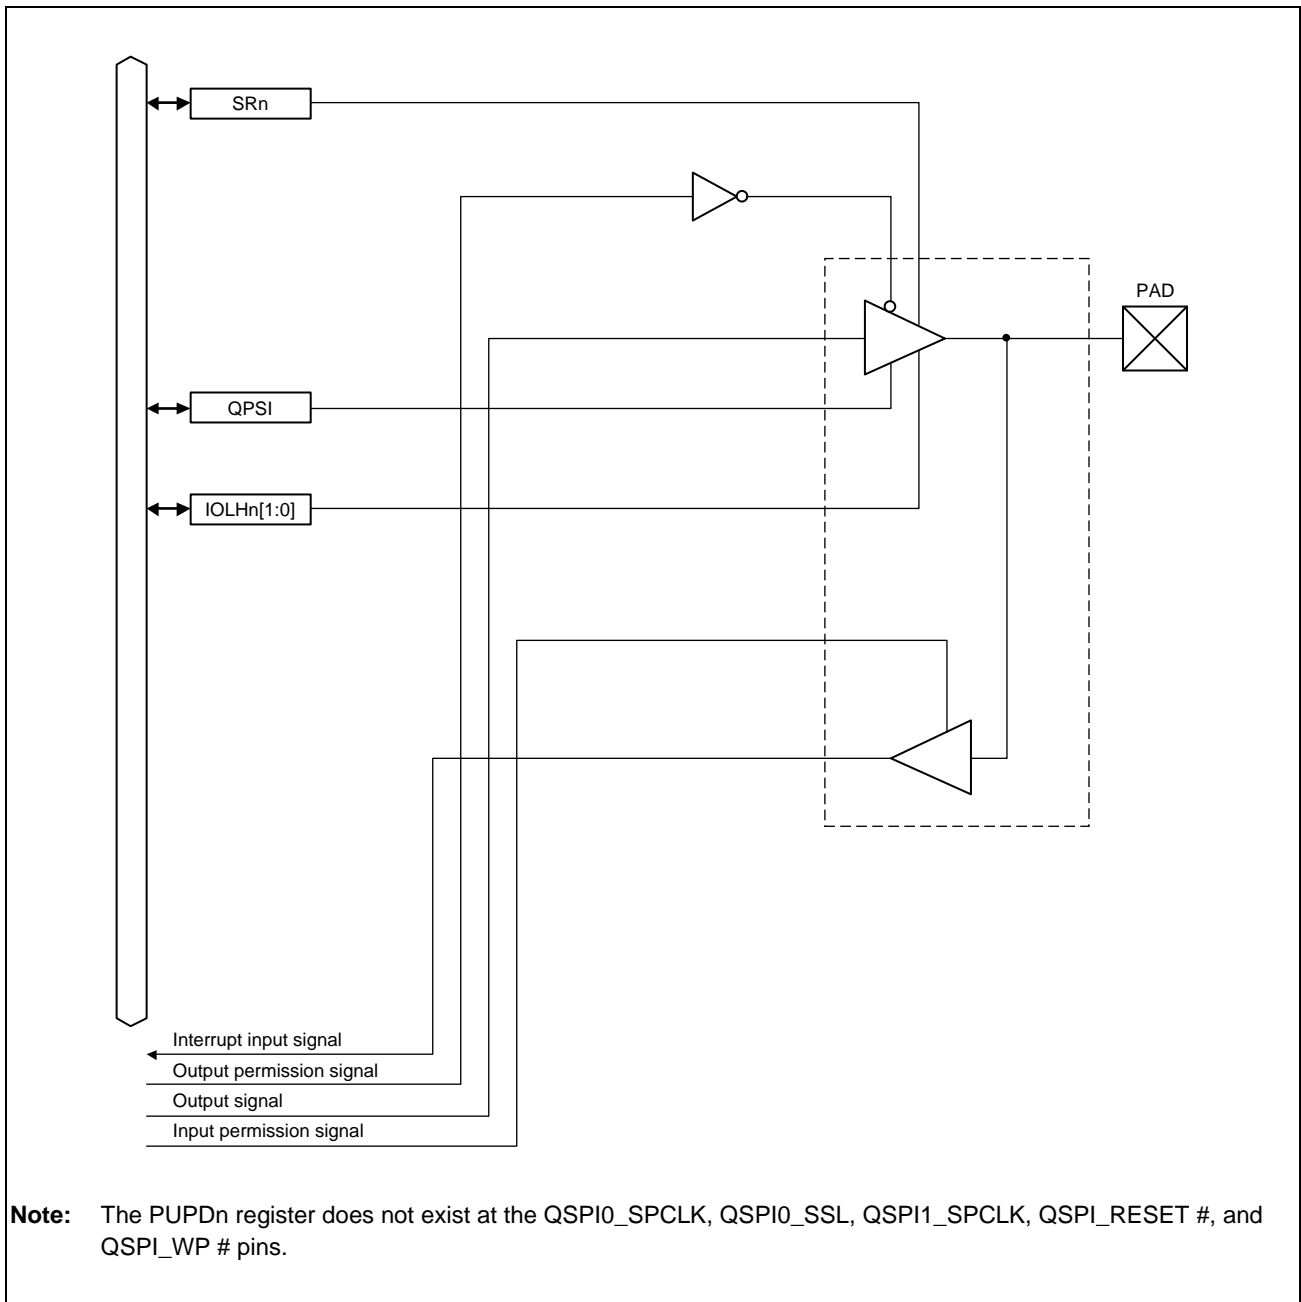 SRn
PAD
QPSI
IOLHn[1:0]
Interrupt input signal
Output permission signal
Output signal
Input permission signal
Note: The PUPDn register does not exist at the QSPI0_SPCLK, QSPI0_SSL, QSPI1_SPCLK, QSPI_RESET #, and
QSPI_WP # pins.